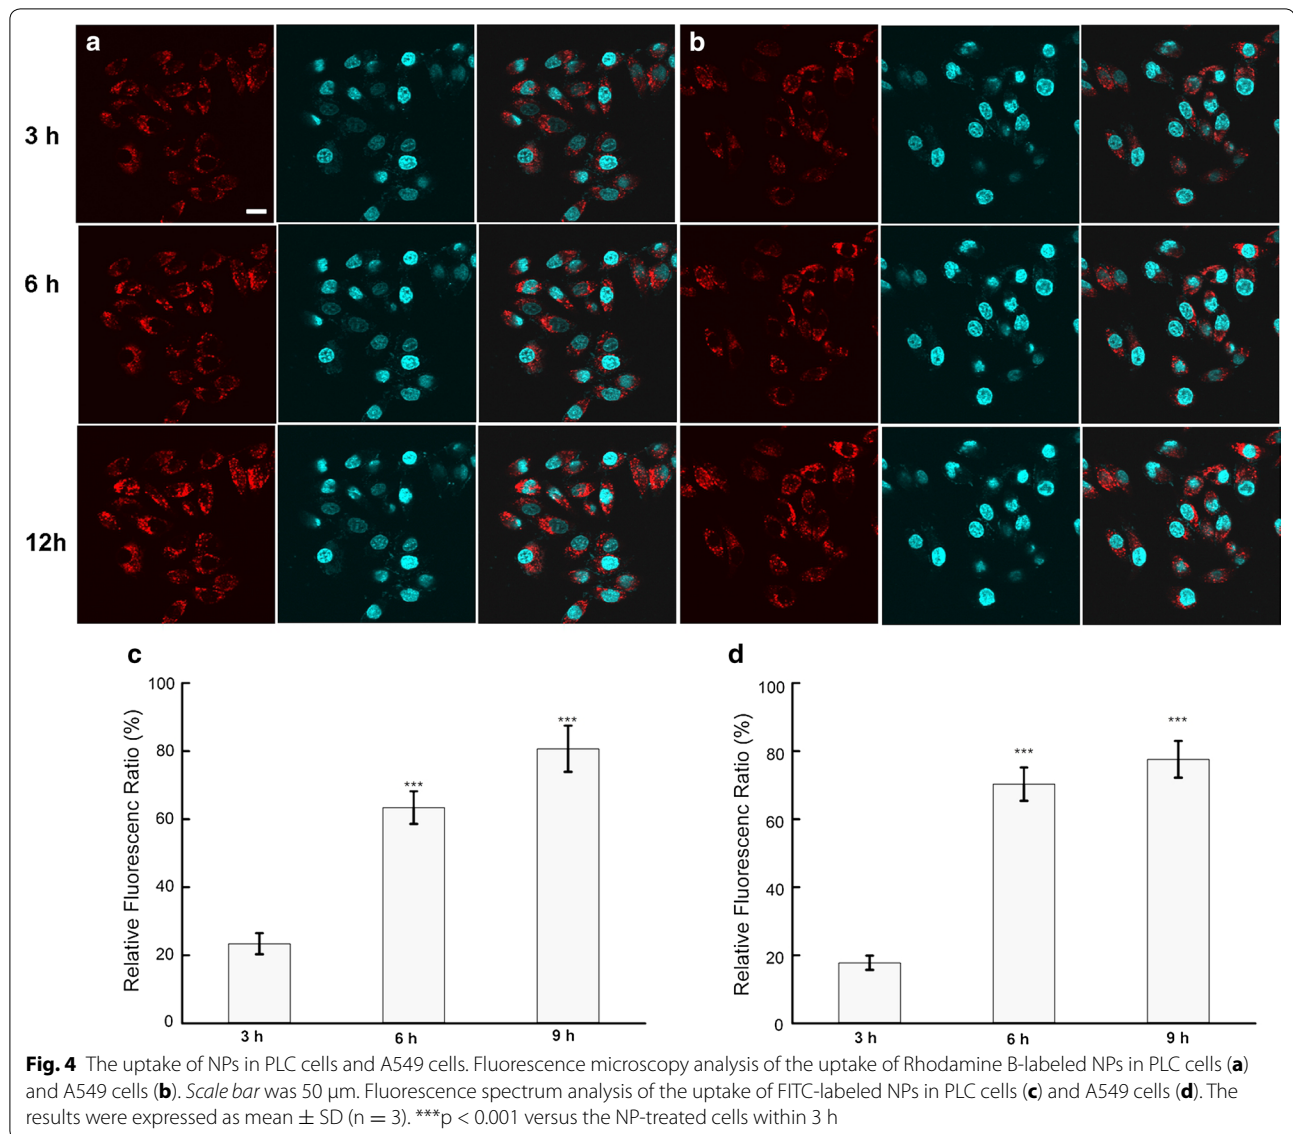 a
b
3 h
6 h
12h
c
d
Relative Fluorescenc Ratio (%)
100
80
60
40
20
0
***
***
3 h
6 h
9 h
Relative Fluorescenc Ratio (%)
100
80
60
40
20
0
***
***
3 h
6 h
9 h
Fig. 4 The uptake of NPs in PLC cells and A549 cells. Fluorescence microscopy analysis of the uptake of Rhodamine B-labeled NPs in PLC cells (a)
and A549 cells (b). Scale bar was 50 μm. Fluorescence spectrum analysis of the uptake of FITC-labeled NPs in PLC cells (c) and A549 cells (d). The
results were expressed as mean ± SD (n = 3). ***p < 0.001 versus the NP-treated cells within 3 h